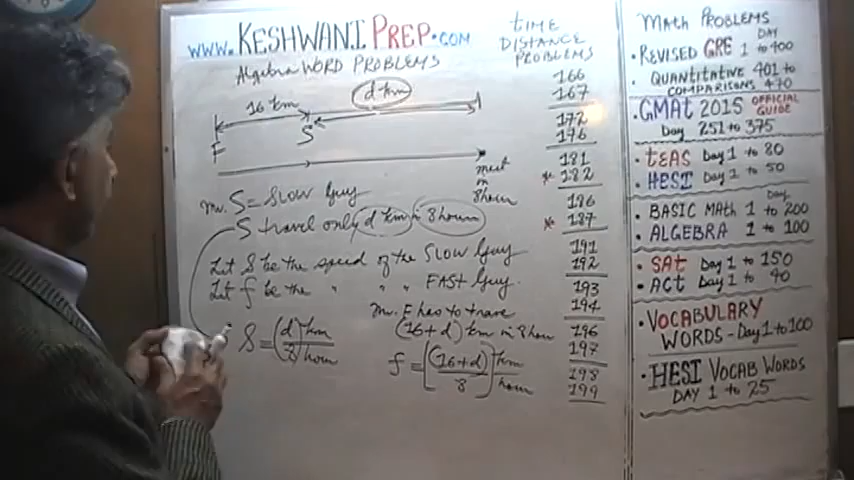 www.KESHWANIPREP.com
Algebra WORD PROBLEMS
16 km
d km
F
S
meet
on
8 hour
Mr. S = SLOW Guy
S travel only d km in 8 hours
Let S be the speed of the SLOW Guy
Let f be the " " " FAST Guy.
Mr. F has to trave
(16+d) km in 8 hour
S = (d) km
8 hour
f = [(16+d)] km
8 hour
TIME
DISTANCE
PROBLEMS
166
167
172
176
181
* 182
186
* 187
191
192
193
194
196
197
198
199
MATH PROBLEMS
DAY
• REVISED GRE 1 to 400
• QUANTITATIVE 401 to
COMPARISONS 470
GMAT 2015 OFFICIAL
GUIDE
Day 251 to 375
• TEAS Day 1 to 80
• HESI Day 1 to 50
Day
• BASIC MATH 1 to 200
• ALGEBRA 1 to 100
• SAT Day 1 to 150
• ACT Day 1 to 90
• VOCABULARY
WORDS - Day 1 to 100
• HESI VOCAB WORDS
DAY 1 to 25